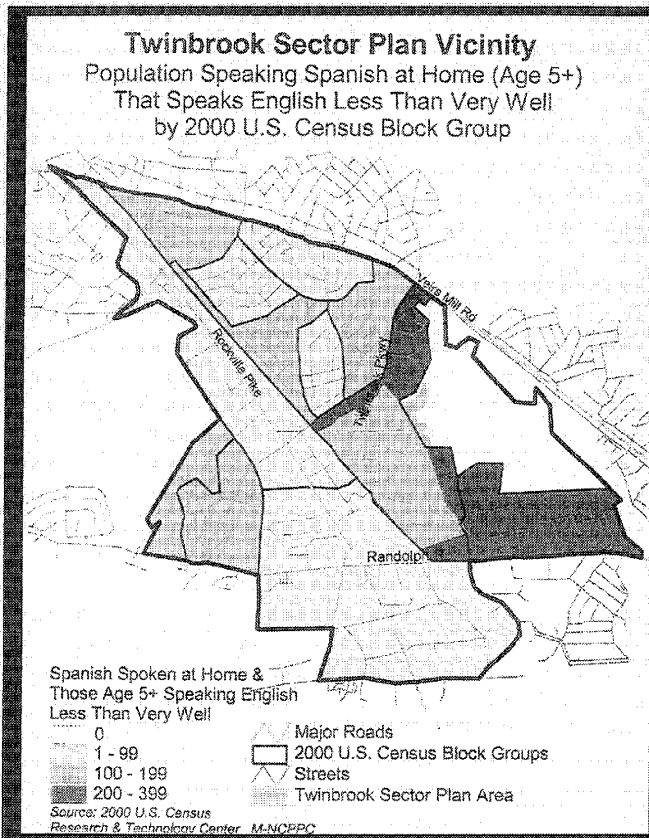 Twinbrook Sector Plan Vicinity
Population Speaking Spanish at Home (Age 5+)
That Speaks English Less Than Very Well
by 2000 U.S. Census Block Group
Veirs Mill Rd
Rockville Pike
Twinbrook Pkwy
Randolph
Spanish Spoken at Home &
Those Age 5+ Speaking English
Less Than Very Well
0
1 - 99
100 - 199
200 - 399
Major Roads
2000 U.S. Census Block Groups
Streets
Twinbrook Sector Plan Area
Source: 2000 U.S. Census
Research & Technology Center M-NCPPC